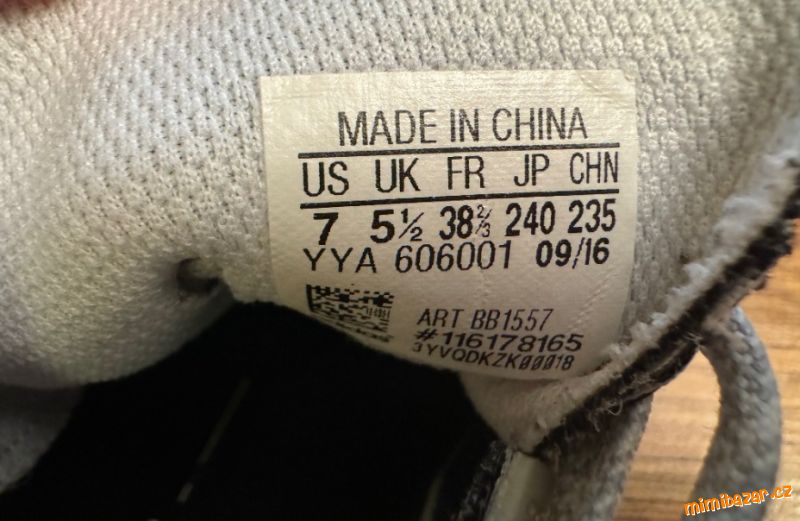 MADE IN CHINA
US UK FR JP CHN
7 5½ 38⅔ 240 235
YYA 606001 09/16
ART BB1557
#116178165
3YVQDKZK00018
mimibazar.cz